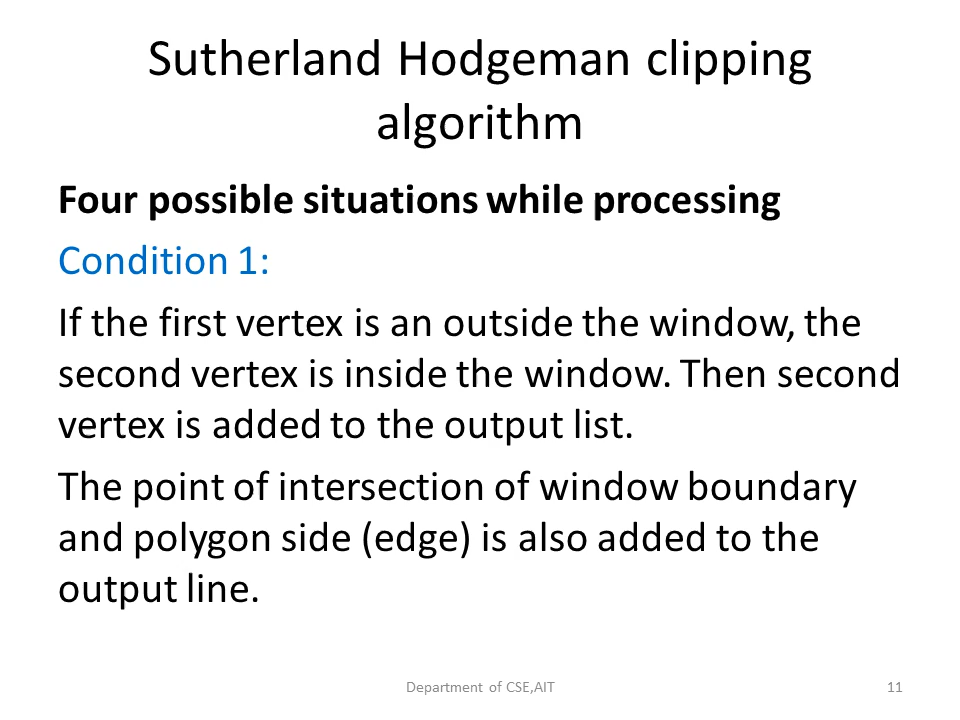 Sutherland Hodgeman clipping
algorithm
Four possible situations while processing
Condition 1:
If the first vertex is an outside the window, the
second vertex is inside the window. Then second
vertex is added to the output list.
The point of intersection of window boundary
and polygon side (edge) is also added to the
output line.
Department of CSE,AIT
11